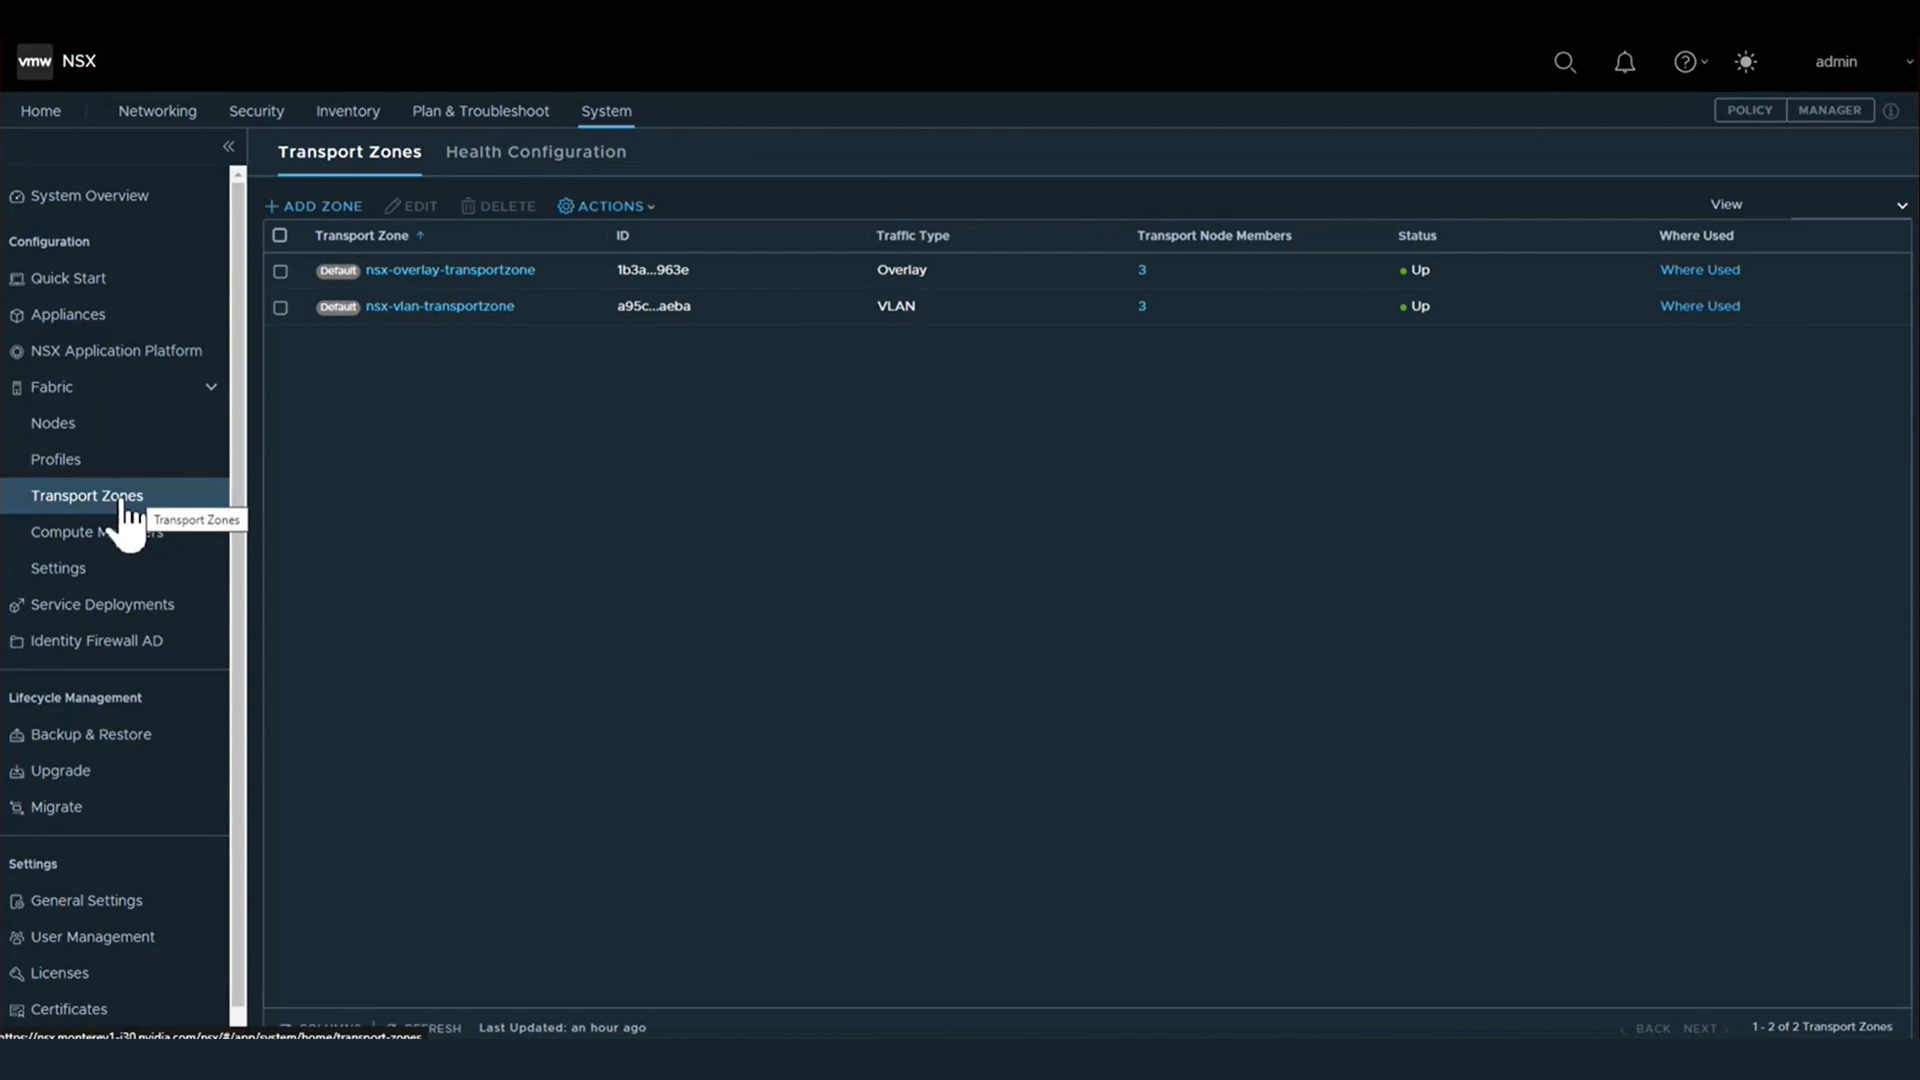 vmw NSX
admin
Home Networking Security Inventory Plan & Troubleshoot System
POLICY MANAGER
Transport Zones Health Configuration
System Overview
Configuration
Quick Start
Appliances
NSX Application Platform
Fabric
Nodes
Profiles
Transport Zones
Transport Zones
Compute
Settings
Service Deployments
Identity Firewall AD
Lifecycle Management
Backup & Restore
Upgrade
Migrate
Settings
General Settings
User Management
Licenses
Certificates
ADD ZONE EDIT DELETE ACTIONS View
Transport Zone ID Traffic Type Transport Node Members Status Where Used
Default nsx-overlay-transportzone 1b3a...963e Overlay 3 Up Where Used
Default nsx-vlan-transportzone a95c...aeba VLAN 3 Up Where Used
Last Updated: an hour ago
BACK NEXT 1 - 2 of 2 Transport Zones